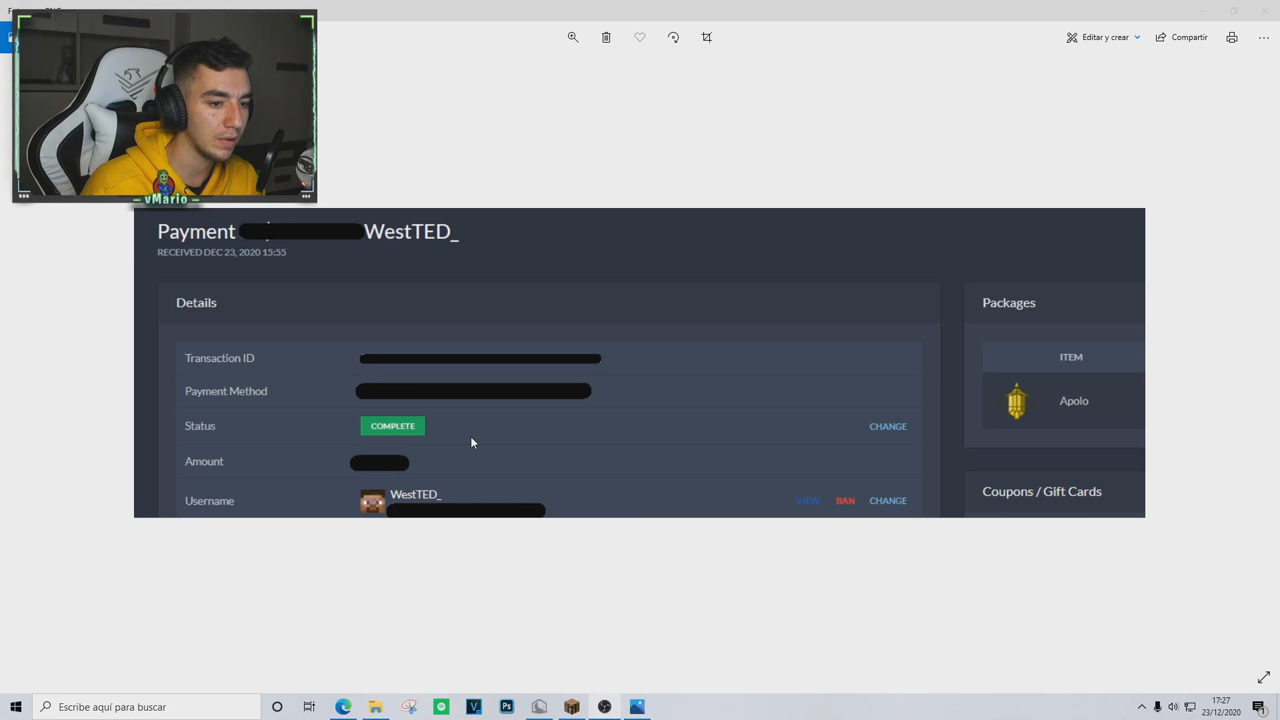 Editar y crear
Compartir
--- vMario ---
Payment WestTED_
RECEIVED DEC 23, 2020 15:55
Details
Packages
Transaction ID
ITEM
Payment Method
Apolo
Status
COMPLETE
CHANGE
Amount
Coupons / Gift Cards
Username
WestTED_
VIEW
BAN
CHANGE
Escribe aquí para buscar
Ps
17:27
23/12/2020